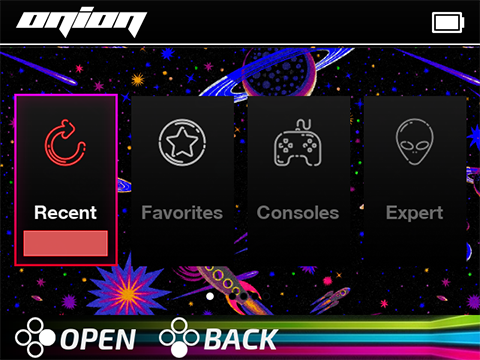 onion
Recent
Favorites
Consoles
Expert
OPEN
BACK